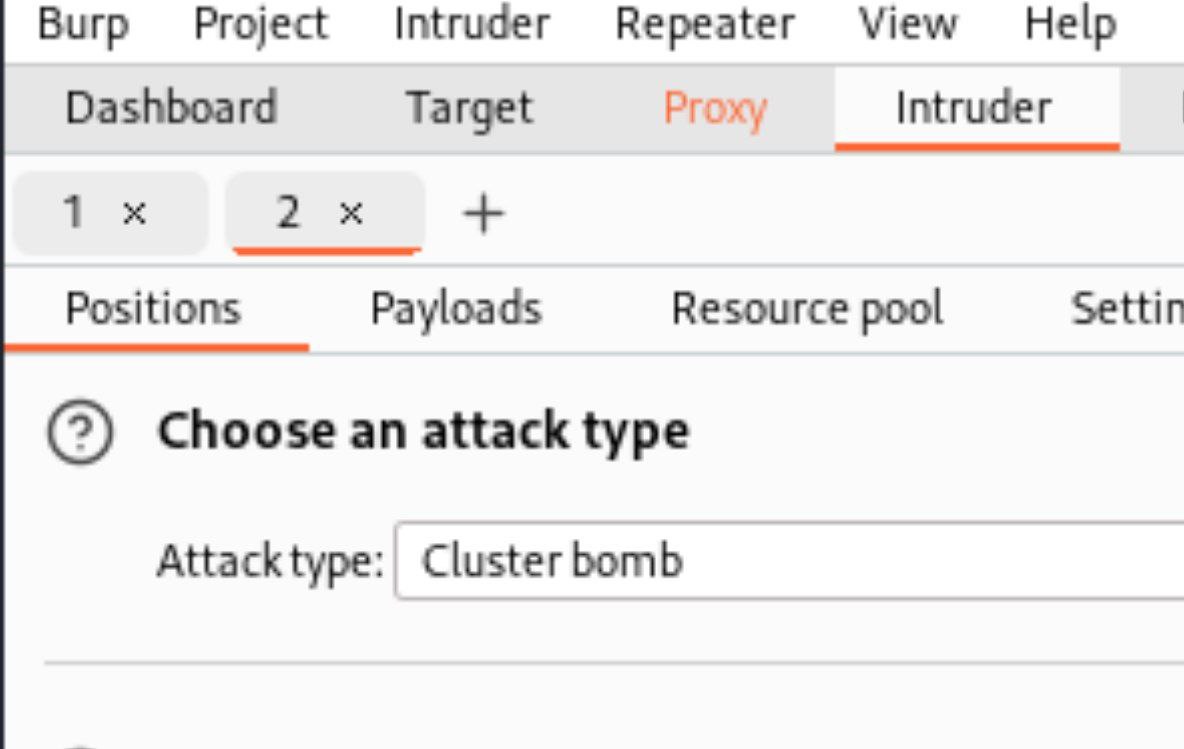 Burp Project Intruder Repeater View Help
Dashboard Target Proxy Intruder
1 × 2 × +
Positions Payloads Resource pool Settin
? Choose an attack type
Attack type: Cluster bomb